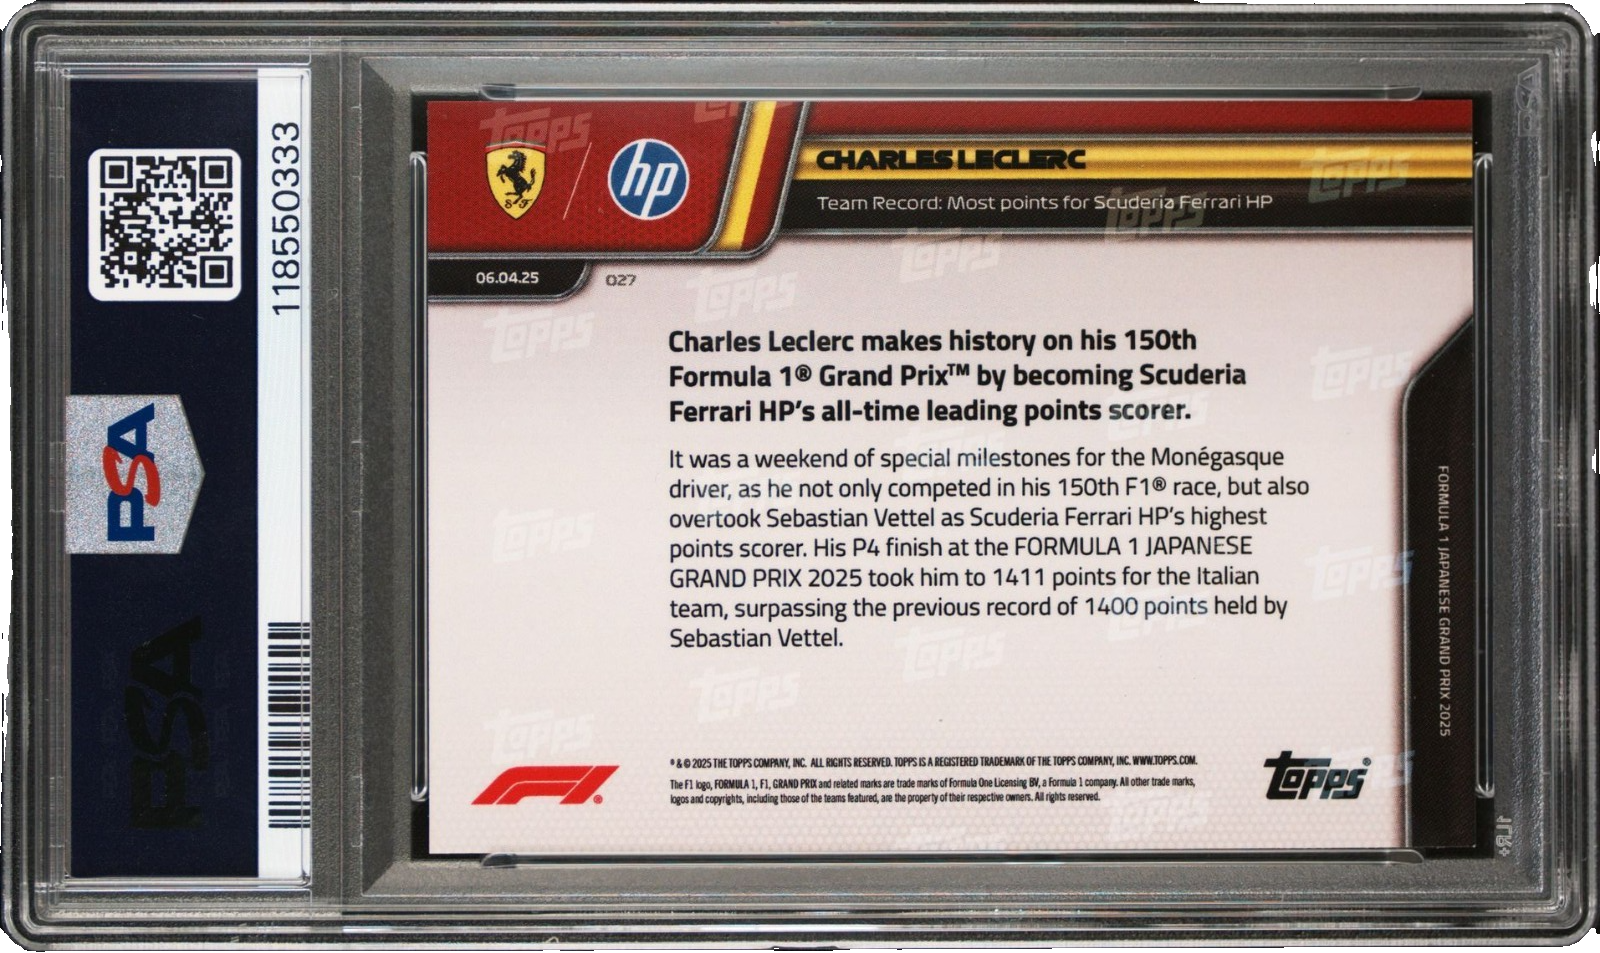 118550333
PSA
PSA
hp
S F
CHARLES LECLERC
Team Record: Most points for Scuderia Ferrari HP
06.04.25
027
Charles Leclerc makes history on his 150th
Formula 1® Grand Prix™ by becoming Scuderia
Ferrari HP's all-time leading points scorer.
It was a weekend of special milestones for the Monégasque
driver, as he not only competed in his 150th F1® race, but also
overtook Sebastian Vettel as Scuderia Ferrari HP's highest
points scorer. His P4 finish at the FORMULA 1 JAPANESE
GRAND PRIX 2025 took him to 1411 points for the Italian
team, surpassing the previous record of 1400 points held by
Sebastian Vettel.
FORMULA 1 JAPANESE GRAND PRIX 2025
® & © 2025 THE TOPPS COMPANY, INC. ALL RIGHTS RESERVED. TOPPS IS A REGISTERED TRADEMARK OF THE TOPPS COMPANY, INC. WWW.TOPPS.COM.
The F1 logo, FORMULA 1, F1, GRAND PRIX and related marks are trade marks of Formula One Licensing BV, a Formula 1 company. All other trade marks,
logos and copyrights, including those of the teams featured, are the property of their respective owners. All rights reserved.
F1®
Topps®